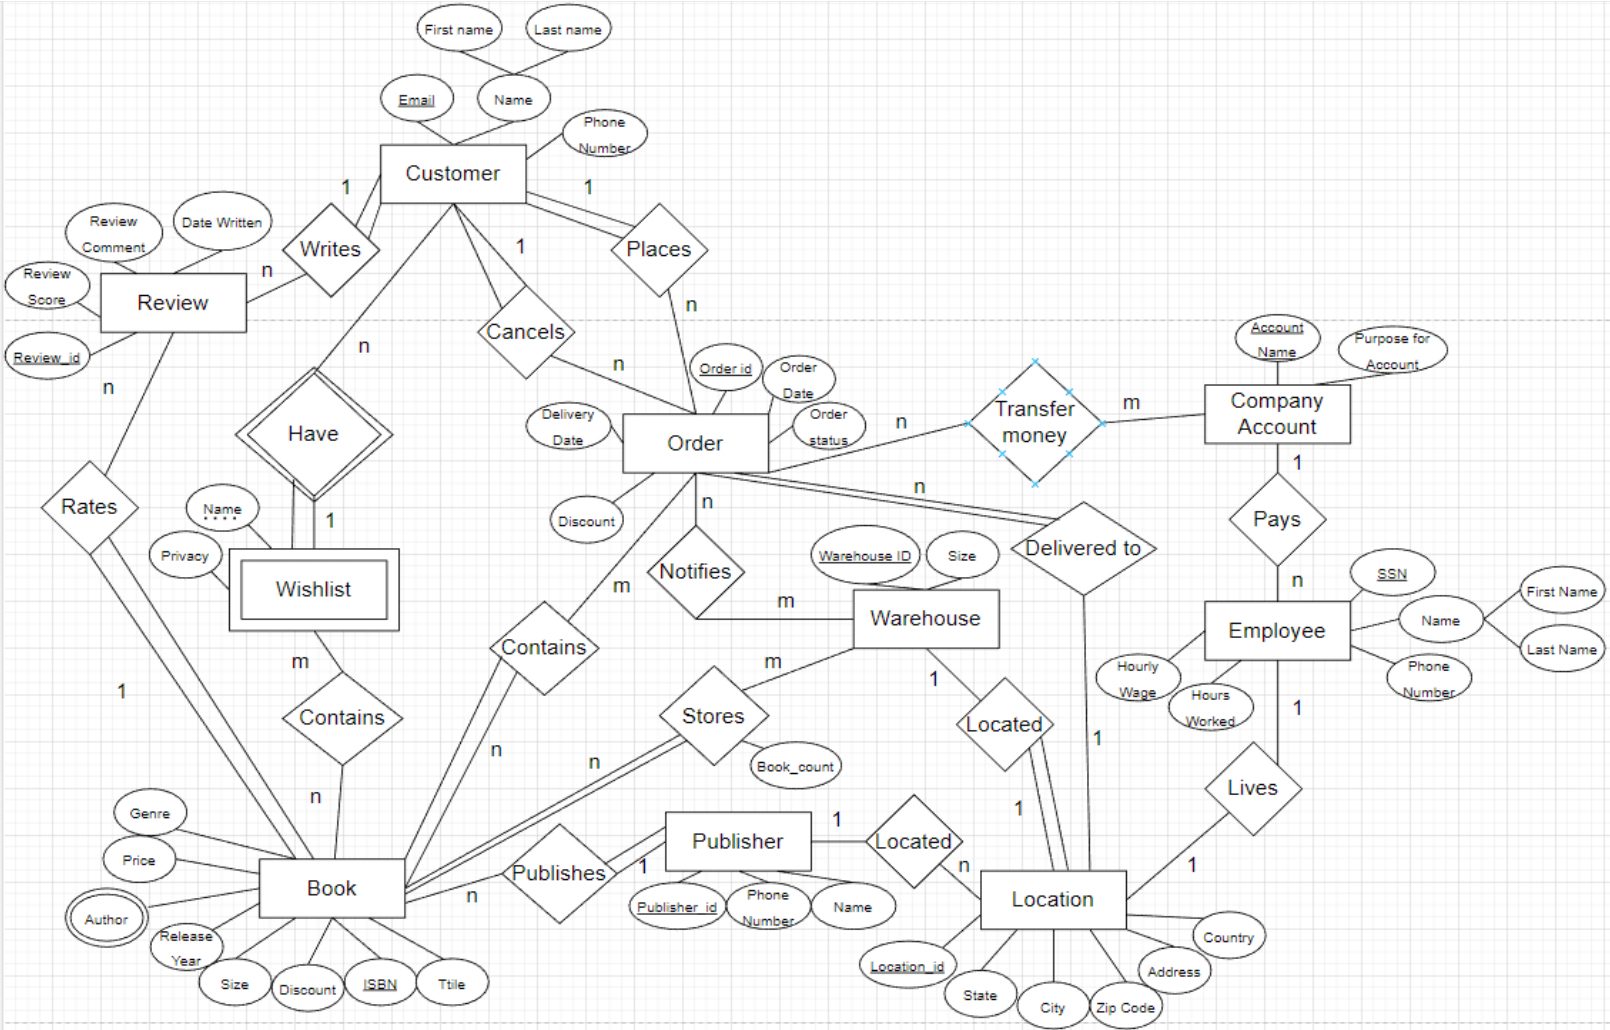 First name
Last name
Email
Name
Phone
Number
Customer
1
1
Review
Comment
Date Written
Writes
Places
1
n
Review
Score
Review
n
Cancels
Review_id
n
n
n
Order id
Order
Date
Account
Name
Purpose for
Account
Delivery
Date
Order
status
Order
n
Transfer
money
m
Company
Account
Have
1
Rates
Name
1
Privacy
Discount
n
n
Pays
Wishlist
Notifies
Warehouse ID
Size
Delivered to
n
SSN
First Name
Name
Last Name
m
m
Warehouse
Employee
Contains
m
m
Stores
1
Located
Hourly
Wage
Hours
Worked
Phone
Number
1
1
Contains
n
n
Book_count
1
Lives
n
1
Genre
Price
Publisher
1
Located
n
1
Book
n
Publishes
1
Location
Author
Publisher_id
Phone
Number
Name
Release
Year
Size
Discount
ISBN
Ttile
Location_id
State
City
Zip Code
Address
Country